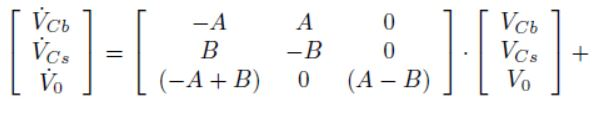 [ V̇_Cb ] = [ −A A 0 ] · [ V_Cb ] +
[ V̇_Cs ] [ B −B 0 ] [ V_Cs ]
[ V̇_0 ] [ (−A + B) 0 (A − B) ] [ V_0 ]